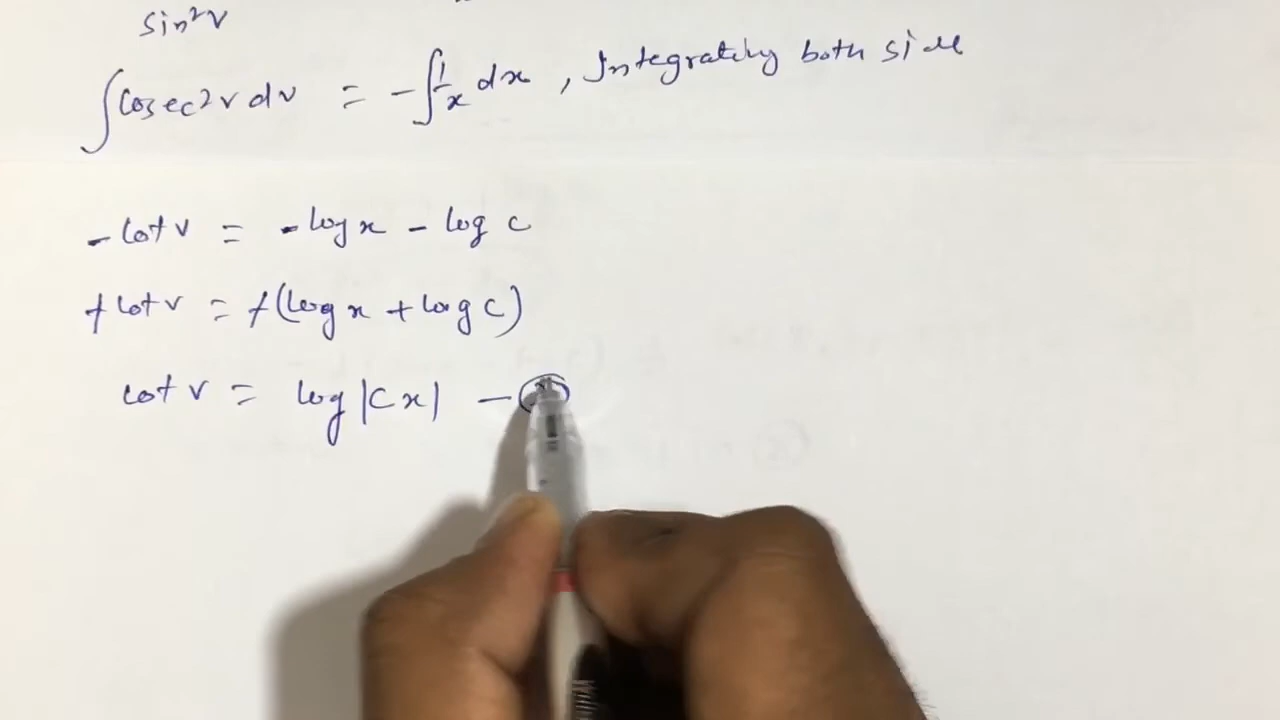 sin²v
∫cosec²v dv = -∫1/x dx , Integrating both side
- cot v = - log x - log c
+ cot v = +(log x + log c)
cot v = log |cx| -